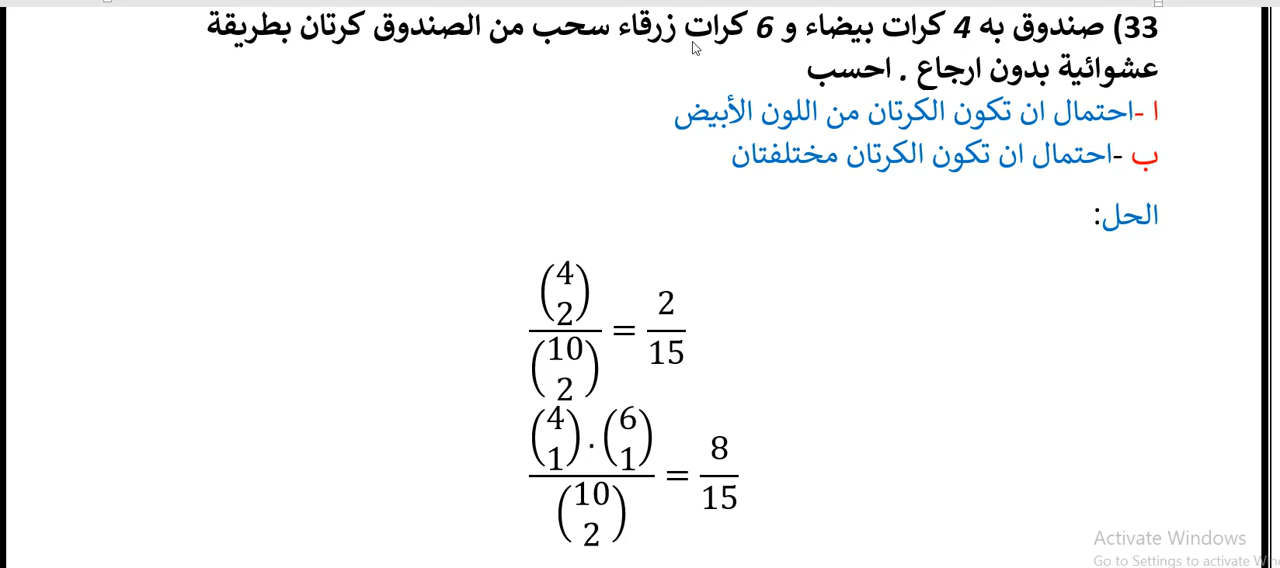 33) صندوق به 4 كرات بيضاء و 6 كرات زرقاء سحب من الصندوق كرتان بطريقة
عشوائية بدون ارجاع . احسب
ا -احتمال ان تكون الكرتان من اللون الأبيض
ب -احتمال ان تكون الكرتان مختلفتان
الحل:
(4
2)
/
(10
2)
= 2/15
(4
1) . (6
1)
/
(10
2)
= 8/15
Activate Windows
Go to Settings to activate W